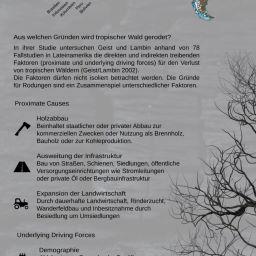 Aus welchen Gründen wird tropischer Wald gerodet?
In ihrer Studie untersuchen Geist und Lambin anhand von 78
Fallstudien in Lateinamerika die direkten und indirekten treibenden
Faktoren (proximate und underlying driving forces) für den Verlust
von tropischen Wäldern (Geist/Lambin 2002).
Die Faktoren dürfen nicht isoliert betrachtet werden. Die Gründe
für Rodungen sind ein Zusammenspiel unterschiedlicher Faktoren.
Proximate Causes
Holzabbau
Beinhaltet staatlicher oder privater Abbau zur
kommerziellen Zwecken oder Nutzung als Brennholz,
Bauholz oder zur Kohleproduktion.
Ausweitung der Infrastruktur
Bau von Straßen, Schienen, Siedlungen, öffentliche
Versorgungseinrichtungen wie Stromleitungen
oder private Öl oder Bergbauinfrastruktur
Expansion der Landwirtschaft
Durch dauerhafte Landwirtschaft, Rinderzucht,
Wanderfeldbau und Inbesitznahme durch
Besiedlung um Umsiedlungen
Underlying Driving Forces
Demographie